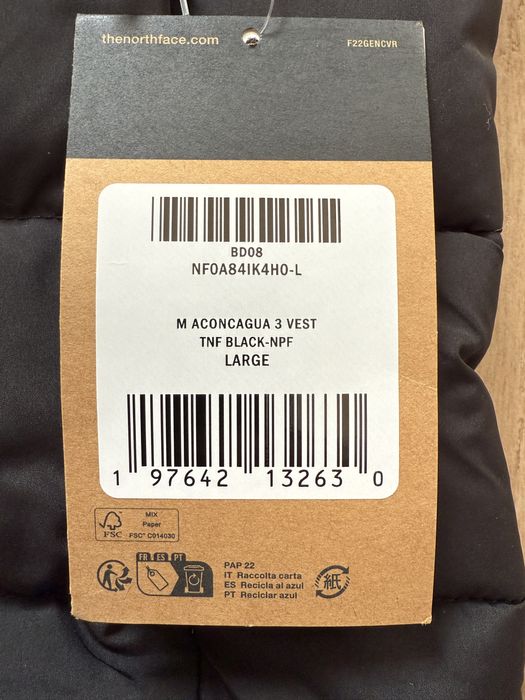 thenorthface.com
F22GENCVR
BD08
NF0A84IK4H0-L
M ACONCAGUA 3 VEST
TNF BLACK-NPF
LARGE
1 97642 13263 0
FSC
MIX
Paper
FSC® C014030
FR ES PT
PAP 22
IT Raccolta carta
ES Recicla al azul
PT Reciclar azul
紙